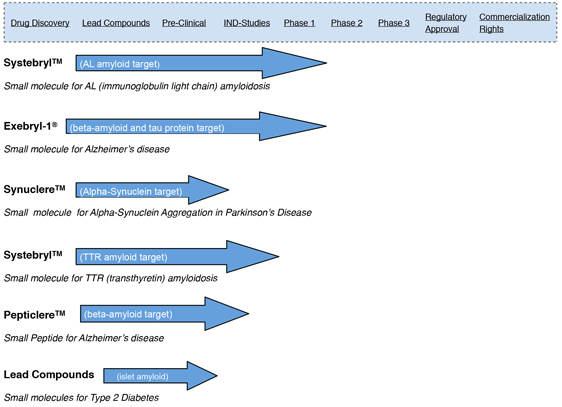 Drug Discovery Lead Compounds Pre-Clinical IND-Studies Phase 1 Phase 2 Phase 3 Regulatory Approval Commercialization Rights
Systebryl™ (AL amyloid target)
Small molecule for AL (immunoglobulin light chain) amyloidosis
Exebryl-1® (beta-amyloid and tau protein target)
Small molecule for Alzheimer's disease
Synuclere™ (Alpha-Synuclein target)
Small molecule for Alpha-Synuclein Aggregation in Parkinson's Disease
Systebryl™ (TTR amyloid target)
Small molecule for TTR (transthyretin) amyloidosis
Pepticlere™ (beta-amyloid target)
Small Peptide for Alzheimer's disease
Lead Compounds (islet amyloid)
Small molecules for Type 2 Diabetes